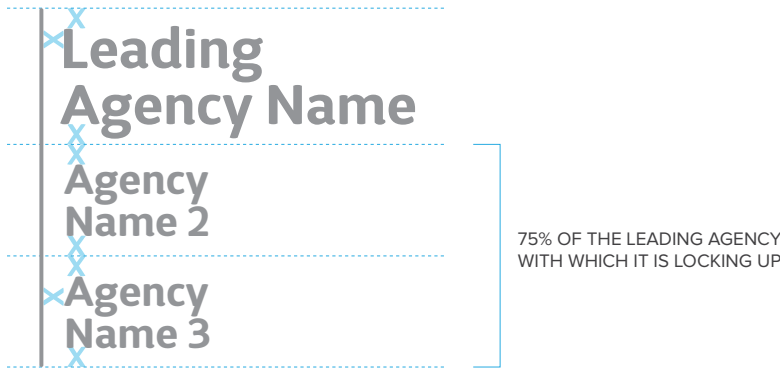 X
X Leading
Agency Name
X
X
Agency
Name 2
X
X
X Agency
Name 3
X
75% OF THE LEADING AGENCY
WITH WHICH IT IS LOCKING UP